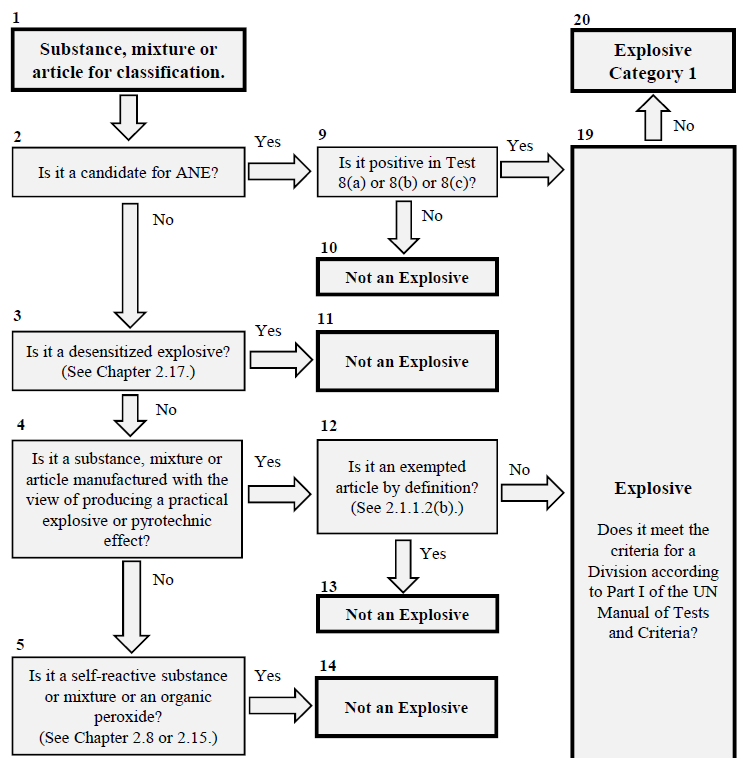 1
Substance, mixture or
article for classification.
20
Explosive
Category 1
2
Is it a candidate for ANE?
Yes
9
Is it positive in Test
8(a) or 8(b) or 8(c)?
Yes
19
No
No
No
10
Not an Explosive
3
Is it a desensitized explosive?
(See Chapter 2.17.)
Yes
11
Not an Explosive
No
4
Is it a substance, mixture or
article manufactured with the
view of producing a practical
explosive or pyrotechnic
effect?
Yes
12
Is it an exempted
article by definition?
(See 2.1.1.2(b).)
No
Explosive
Does it meet the
criteria for a
Division according
to Part I of the UN
Manual of Tests
and Criteria?
Yes
No
13
Not an Explosive
5
Is it a self-reactive substance
or mixture or an organic
peroxide?
(See Chapter 2.8 or 2.15.)
Yes
14
Not an Explosive